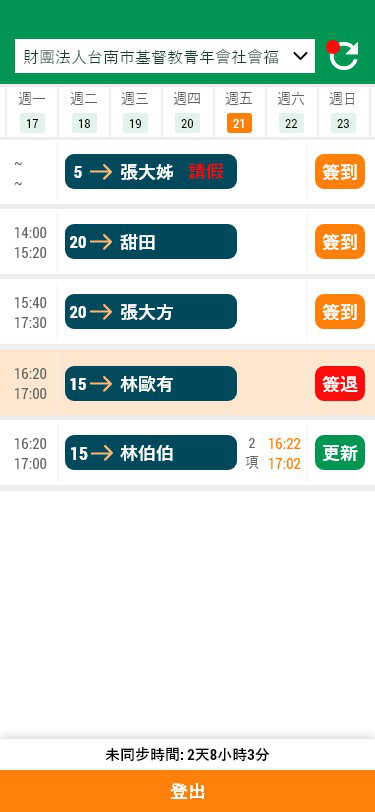 財團法人台南市基督教青年會社會福
週一 週二 週三 週四 週五 週六 週日
17 18 19 20 21 22 23
~
~
5 張大姊 請假
簽到
14:00
15:20
20 甜田
簽到
15:40
17:30
20 張大方
簽到
16:20
17:00
15 林歐有
簽退
16:20
17:00
15 林伯伯
2
項
16:22
17:02
更新
未同步時間: 2天8小時3分
登出